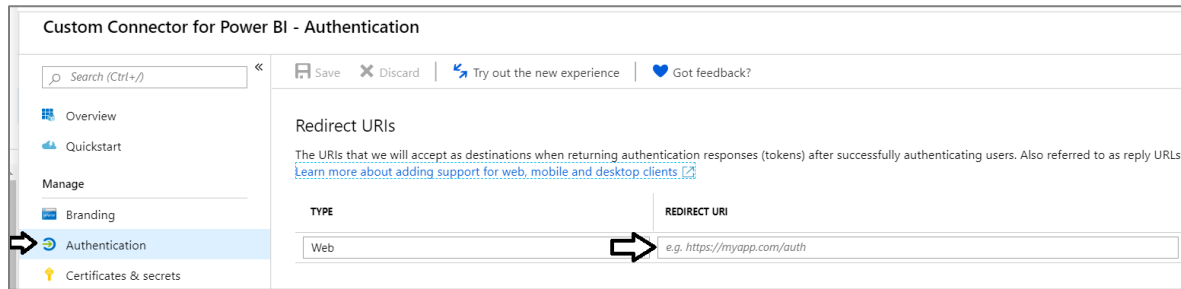 Custom Connector for Power BI - Authentication
Search (Ctrl+/)
«
Save Discard Try out the new experience Got feedback?
Overview
Quickstart
Manage
Branding
Authentication
Certificates & secrets
Redirect URIs
The URIs that we will accept as destinations when returning authentication responses (tokens) after successfully authenticating users. Also referred to as reply URLs
Learn more about adding support for web, mobile and desktop clients
TYPE REDIRECT URI
Web e.g. https://myapp.com/auth